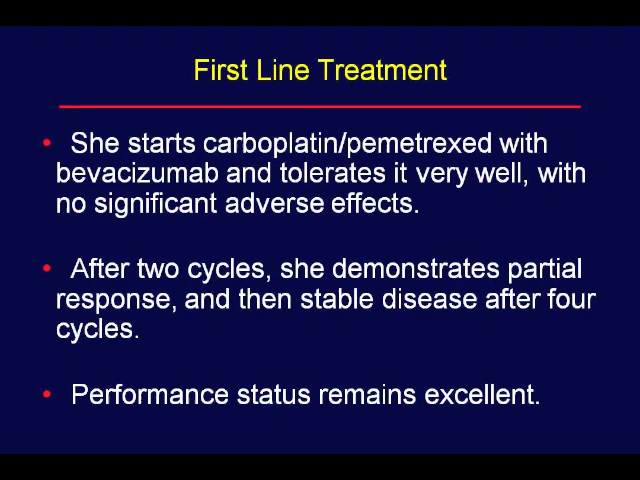 First Line Treatment
• She starts carboplatin/pemetrexed with
bevacizumab and tolerates it very well, with
no significant adverse effects.
• After two cycles, she demonstrates partial
response, and then stable disease after four
cycles.
• Performance status remains excellent.